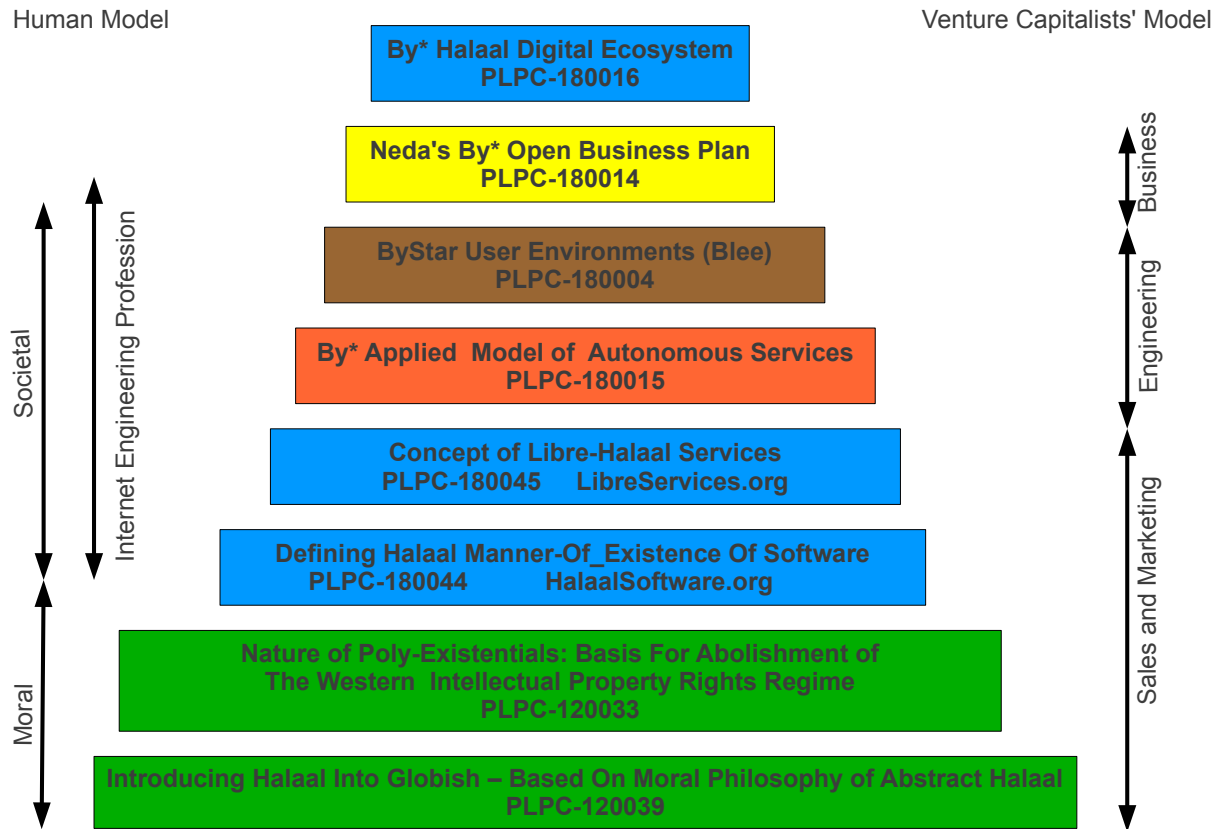 Human Model
Venture Capitalists' Model
By* Halaal Digital Ecosystem
PLPC-180016
Neda's By* Open Business Plan
PLPC-180014
Business
ByStar User Environments (Blee)
PLPC-180004
Engineering
By* Applied Model of Autonomous Services
PLPC-180015
Societal
Internet Engineering Profession
Concept of Libre-Halaal Services
PLPC-180045 LibreServices.org
Defining Halaal Manner-Of_Existence Of Software
PLPC-180044 HalaalSoftware.org
Sales and Marketing
Nature of Poly-Existentials: Basis For Abolishment of
The Western Intellectual Property Rights Regime
PLPC-120033
Moral
Introducing Halaal Into Globish – Based On Moral Philosophy of Abstract Halaal
PLPC-120039